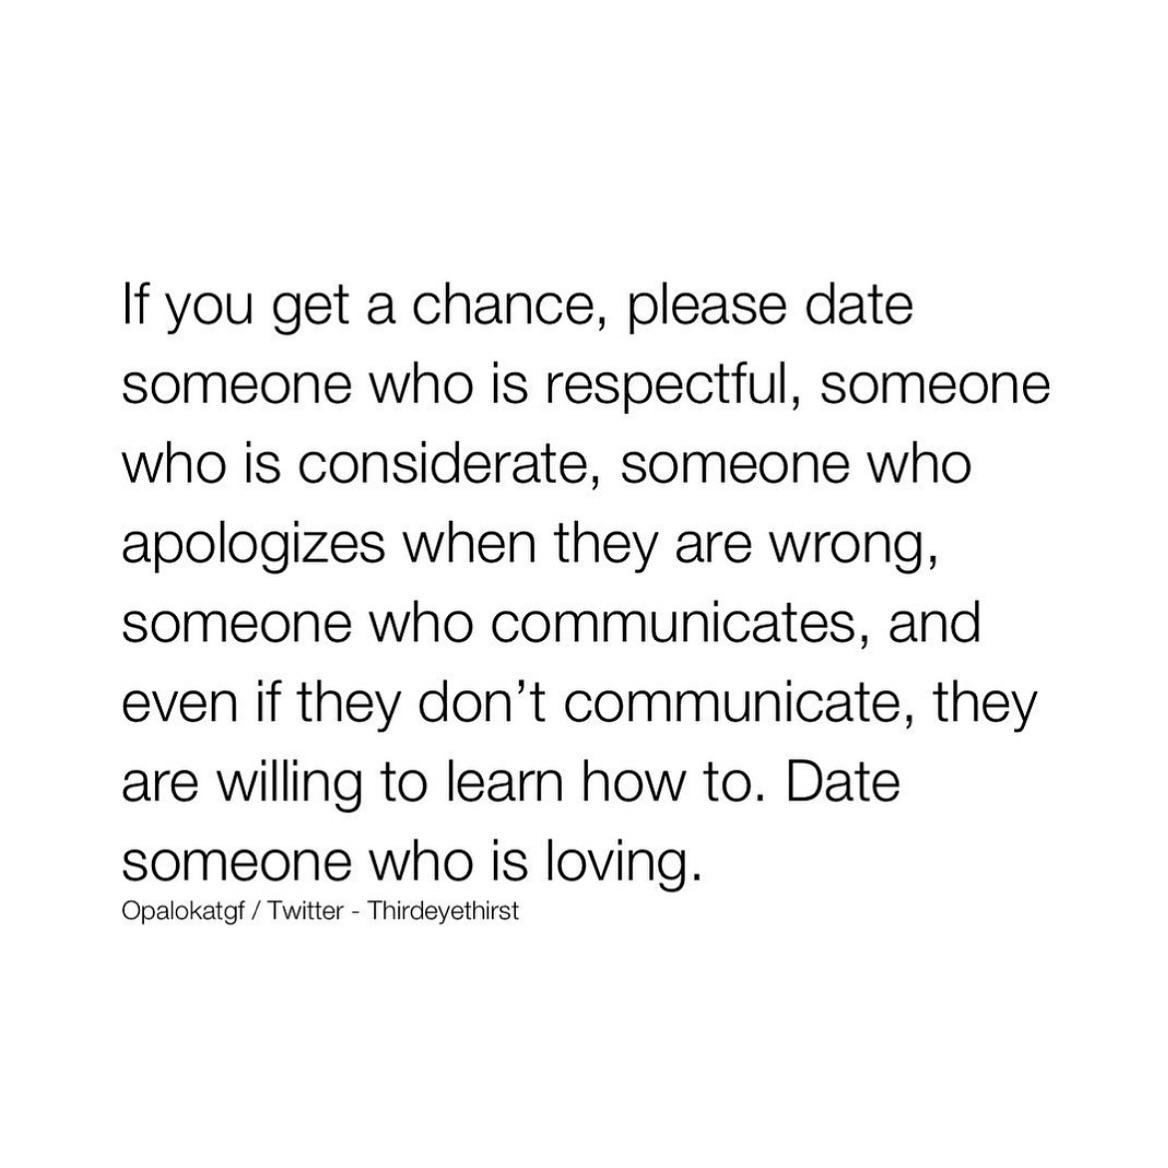 If you get a chance, please date
someone who is respectful, someone
who is considerate, someone who
apologizes when they are wrong,
someone who communicates, and
even if they don’t communicate, they
are willing to learn how to. Date
someone who is loving.
Opalokatgf / Twitter - Thirdeyethirst